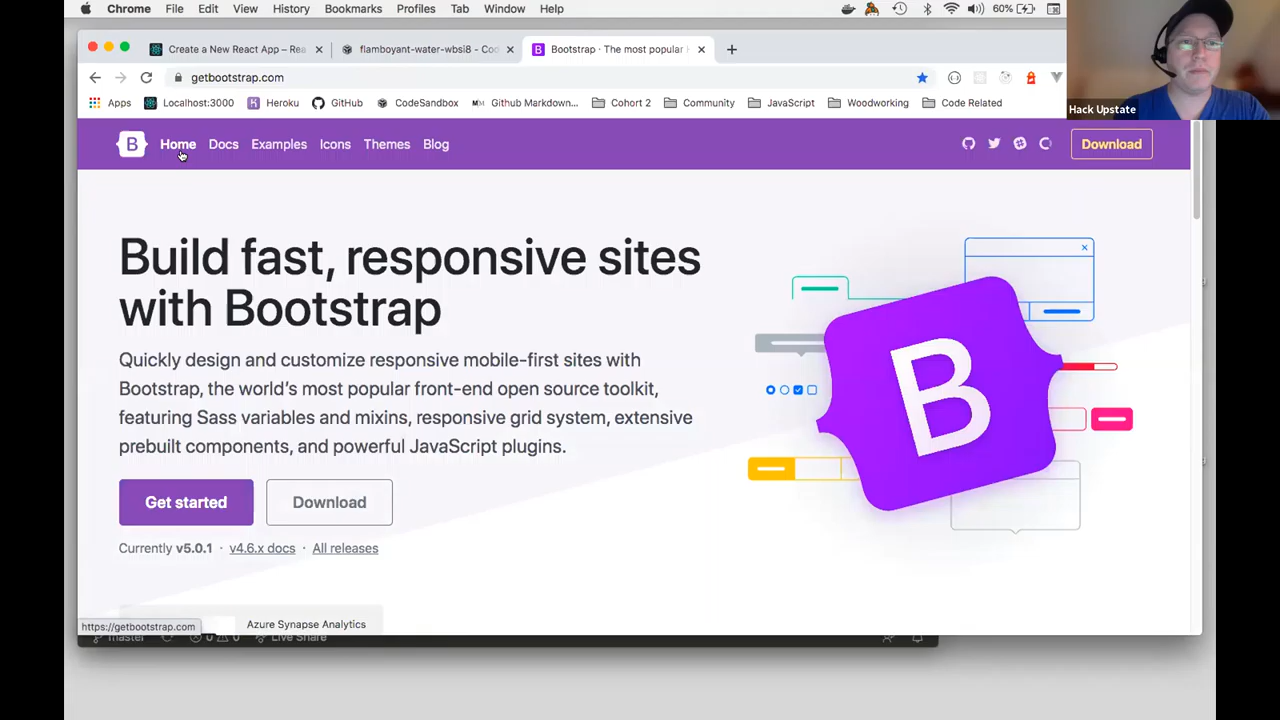 Chrome File Edit View History Bookmarks Profiles Tab Window Help 60%
Create a New React App – Rea
flamboyant-water-wbsi8 - Co
Bootstrap · The most popular
getbootstrap.com
Apps Localhost:3000 Heroku GitHub CodeSandbox Github Markdown... Cohort 2 Community JavaScript Woodworking Code Related
Hack Upstate
B Home Docs Examples Icons Themes Blog Download
Build fast, responsive sites
with Bootstrap
Quickly design and customize responsive mobile-first sites with
Bootstrap, the world's most popular front-end open source toolkit,
featuring Sass variables and mixins, responsive grid system, extensive
prebuilt components, and powerful JavaScript plugins.
B
Get started Download
Currently v5.0.1 · v4.6.x docs · All releases
Azure Synapse Analytics
https://getbootstrap.com
master 0 0 Live Share